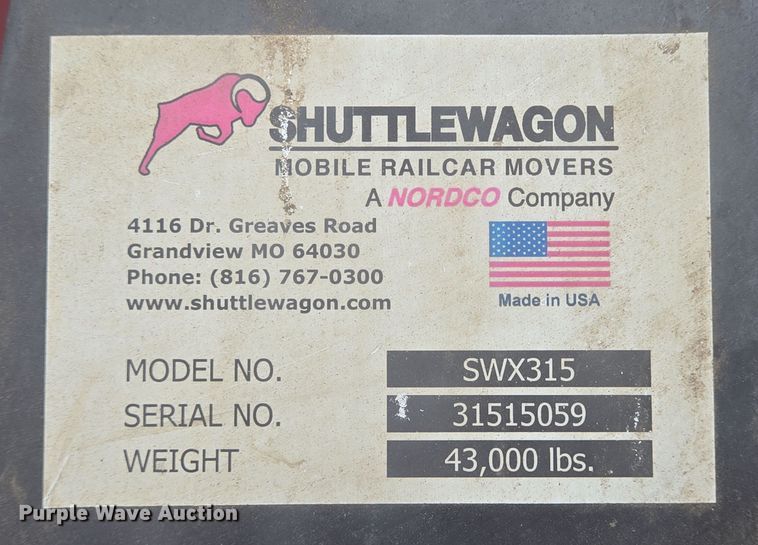 SHUTTLEWAGON
MOBILE RAILCAR MOVERS
A NORDCO Company
4116 Dr. Greaves Road
Grandview MO 64030
Phone: (816) 767-0300
www.shuttlewagon.com
Made in USA
MODEL NO. SWX315
SERIAL NO. 31515059
WEIGHT 43,000 lbs.
Purple Wave Auction